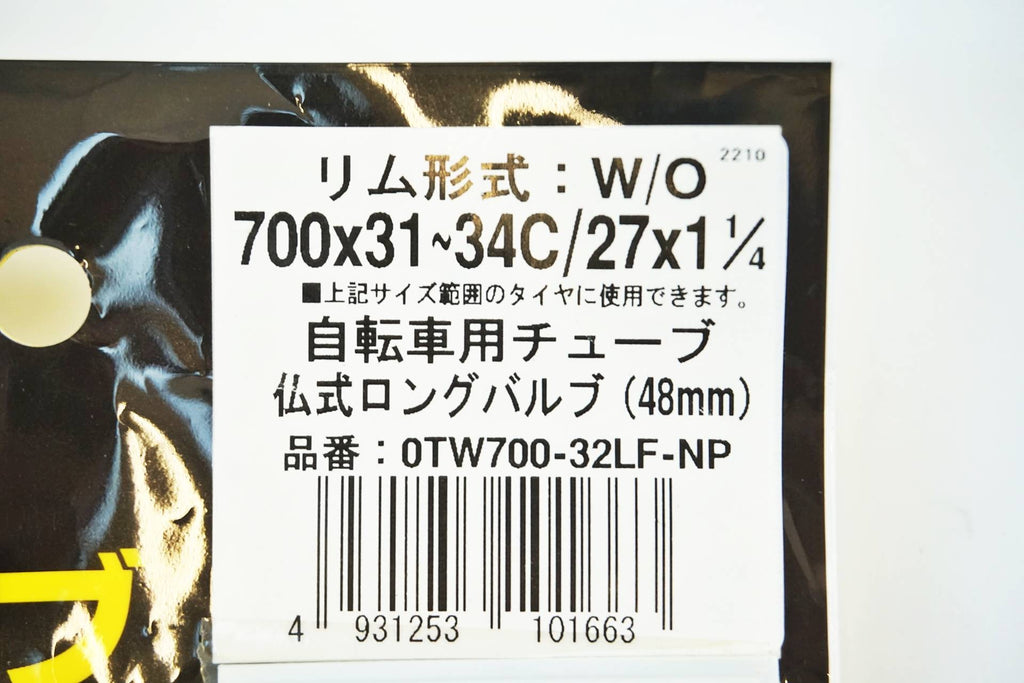 2210
リム形式：W/O
700x31~34C/27x1 ¼
■上記サイズ範囲のタイヤに使用できます。
自転車用チューブ
仏式ロングバルブ（48mm）
品番：0TW700-32LF-NP
4 931253 101663
ブ